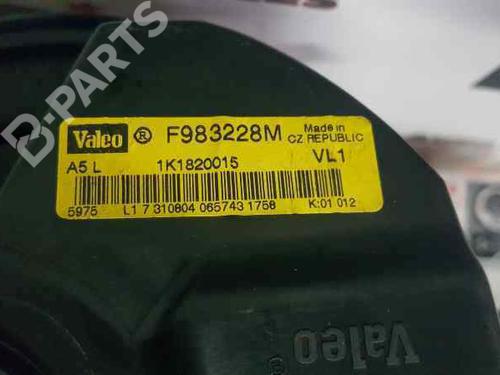 B-PARTS
Valeo ® F983228M Made in CZ REPUBLIC
A5 L 1K1820015 VL1
5975 L1 7 310804 065743 1758 K:01 012
Valeo